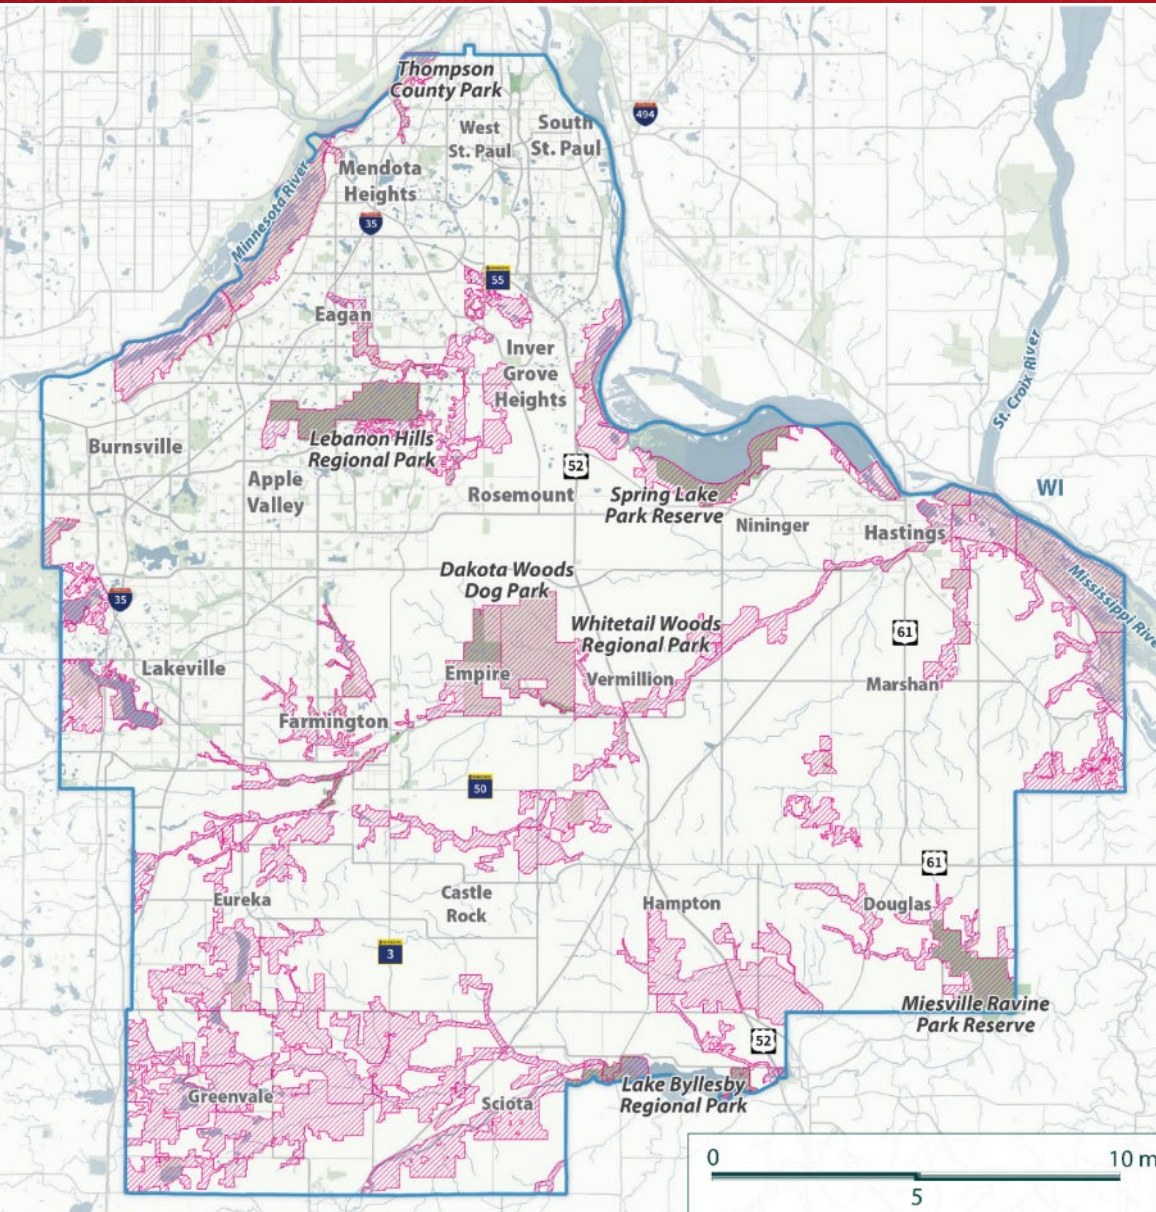 Thompson
County Park
West
St. Paul
South
St. Paul
494
Mendota
Heights
Minnesota River
35
55
Eagan
Inver
Grove
Heights
St. Croix River
Burnsville
Lebanon Hills
Regional Park
Apple
Valley
52
Rosemount
Spring Lake
Park Reserve
WI
Nininger
Hastings
Dakota Woods
Dog Park
Mississippi Rive
35
Whitetail Woods
Regional Park
61
Lakeville
Empire
Vermillion
Marshan
Farmington
50
61
Eureka
Castle
Rock
Hampton
Douglas
3
Miesville Ravine
Park Reserve
52
Greenvale
Sciota
Lake Byllesby
Regional Park
0
10 m
5